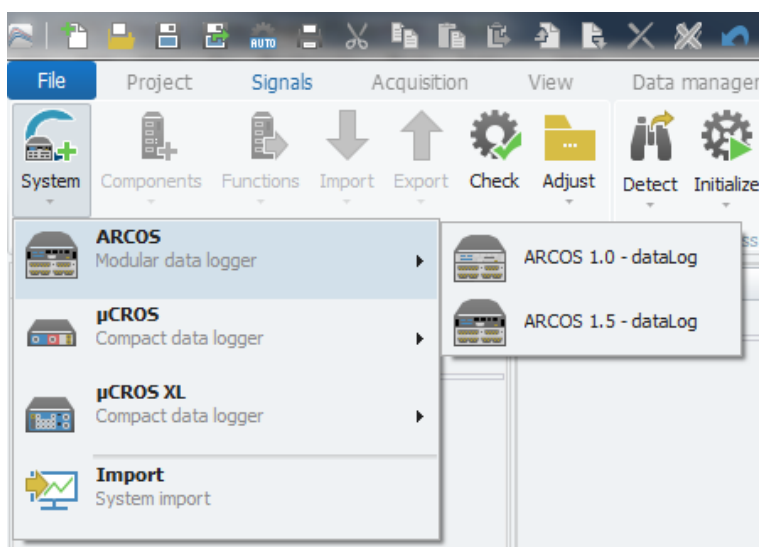 AUTO
File Project Signals Acquisition View Data manager
System Components Functions Import Export Check Adjust Detect Initialize
ss
ARCOS
Modular data logger
ARCOS 1.0 - dataLog
ARCOS 1.5 - dataLog
µCROS
Compact data logger
µCROS XL
Compact data logger
Import
System import